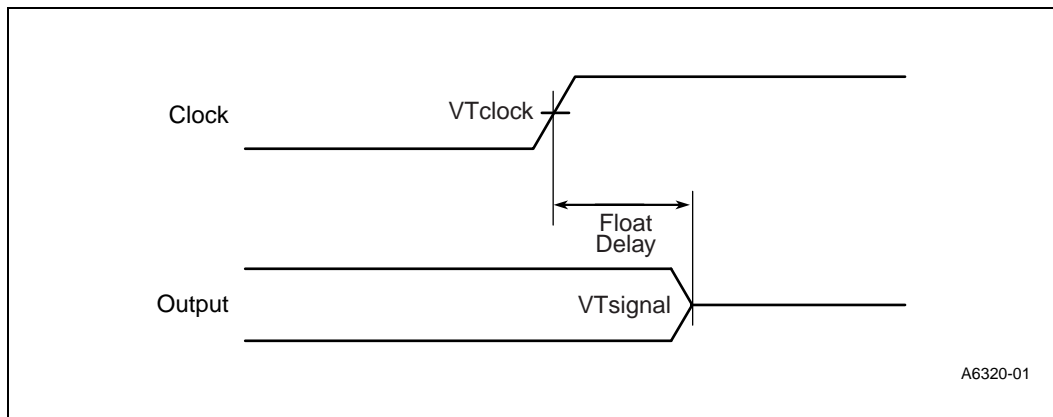 Clock
VTclock
Float
Delay
Output
VTsignal
A6320-01